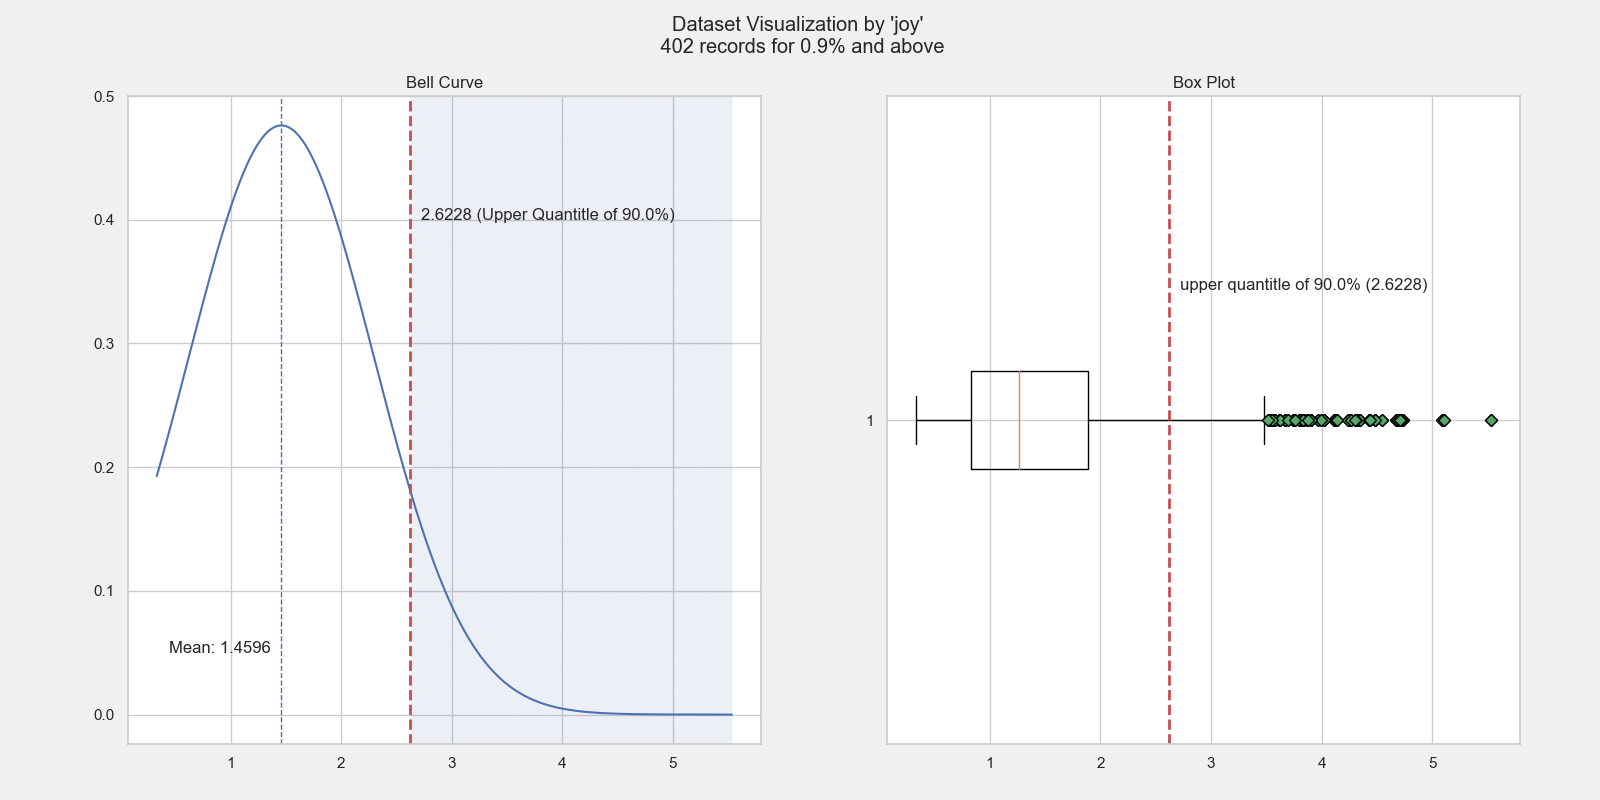 Dataset Visualization by 'joy'
402 records for 0.9% and above
Bell Curve
0.5
0.4
0.3
0.2
0.1
0.0
2.6228 (Upper Quantitle of 90.0%)
Mean: 1.4596
1 2 3 4 5
Box Plot
upper quantitle of 90.0% (2.6228)
1
1 2 3 4 5